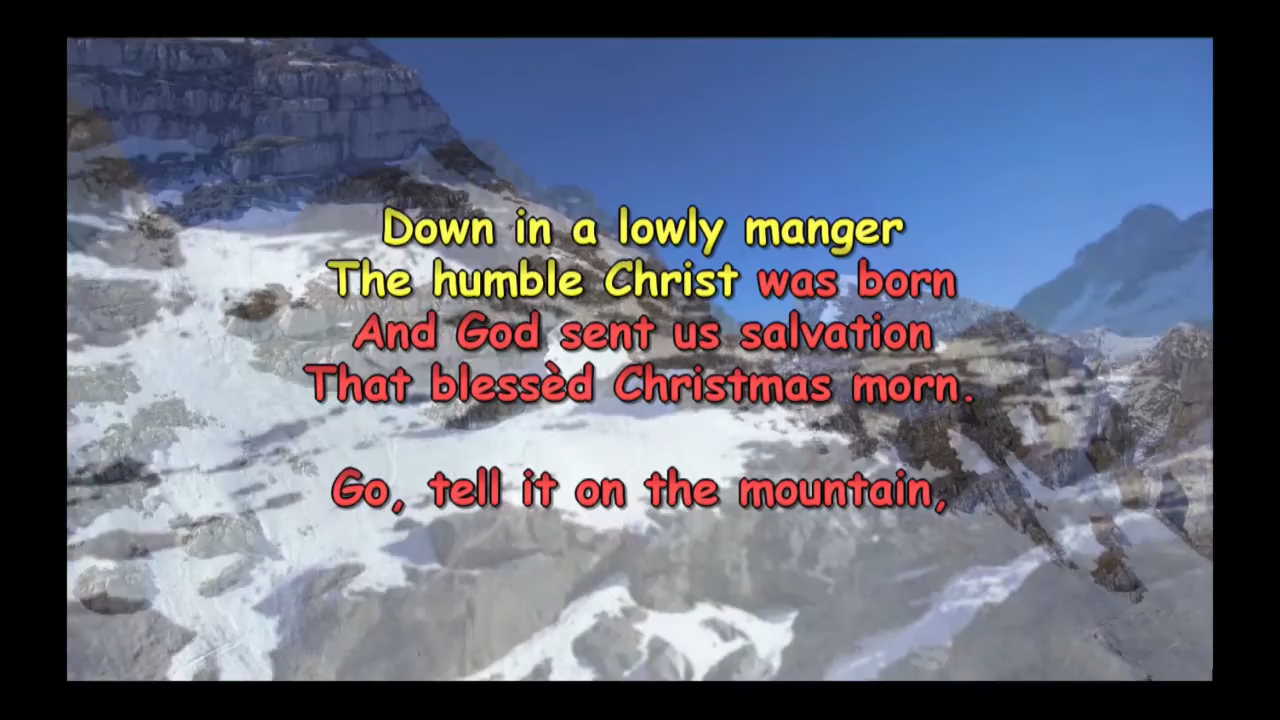 Down in a lowly manger
The humble Christ was born
And God sent us salvation
That blessèd Christmas morn.
Go, tell it on the mountain,